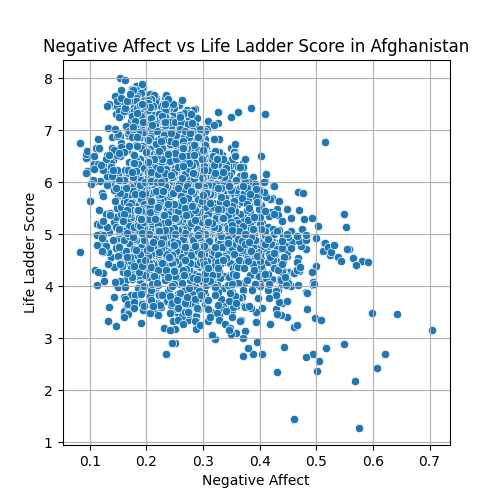 Negative Affect vs Life Ladder Score in Afghanistan
8
7
6
5
4
3
2
1
Life Ladder Score
0.1 0.2 0.3 0.4 0.5 0.6 0.7
Negative Affect